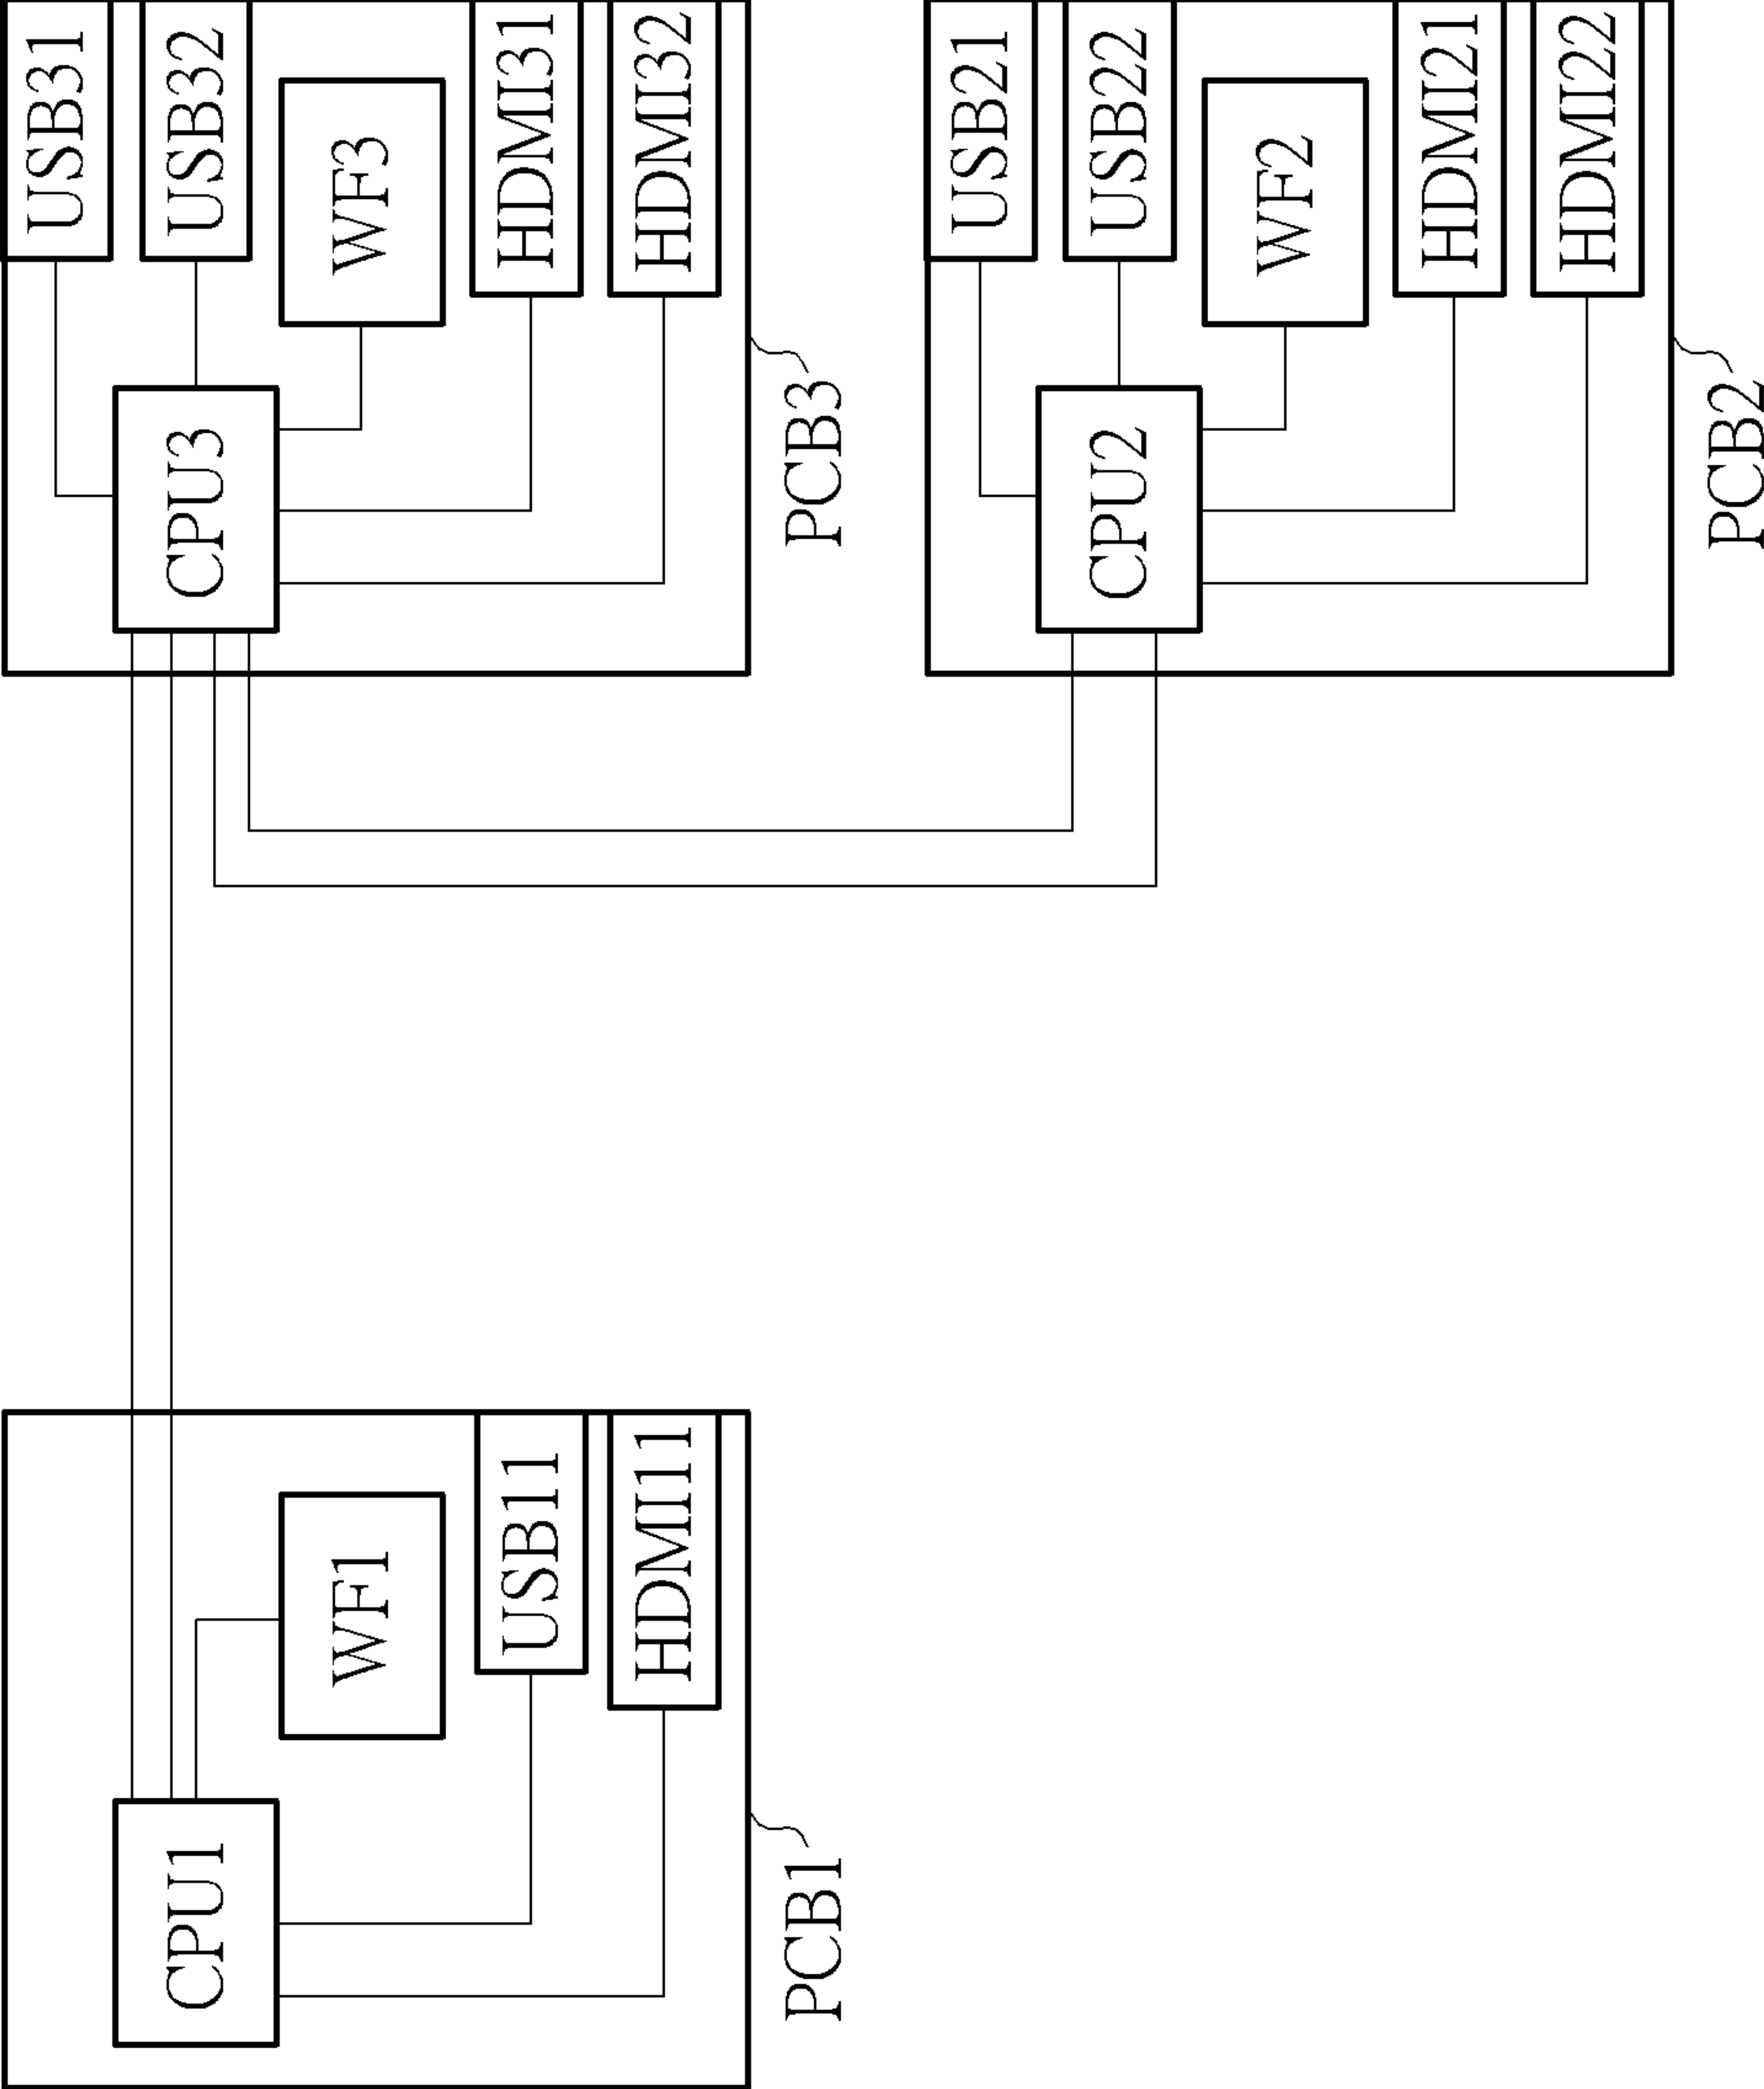 CPU1
WF1
USB11
HDMI11
PCB1
USB31
CPU3
USB32
WF3
HDMI31
HDMI32
PCB3
USB21
CPU2
USB22
WF2
HDMI21
HDMI22
PCB2